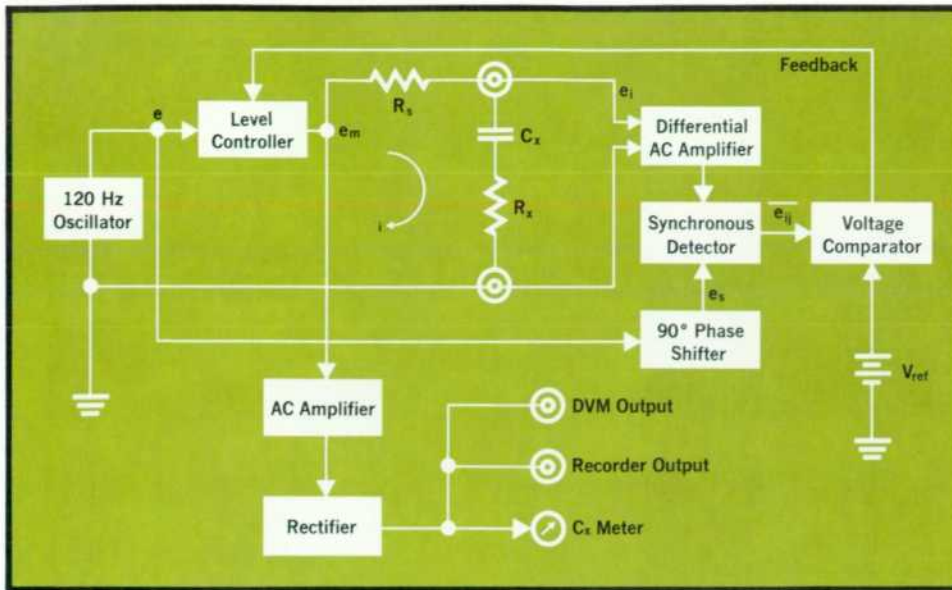 Feedback
e
Level
Controller
e_m
R_s
e_i
C_x
Differential
AC Amplifier
120 Hz
Oscillator
i
R_x
Synchronous
Detector
e_ij
Voltage
Comparator
e_s
90° Phase
Shifter
V_ref
AC Amplifier
DVM Output
Recorder Output
Rectifier
C_x Meter